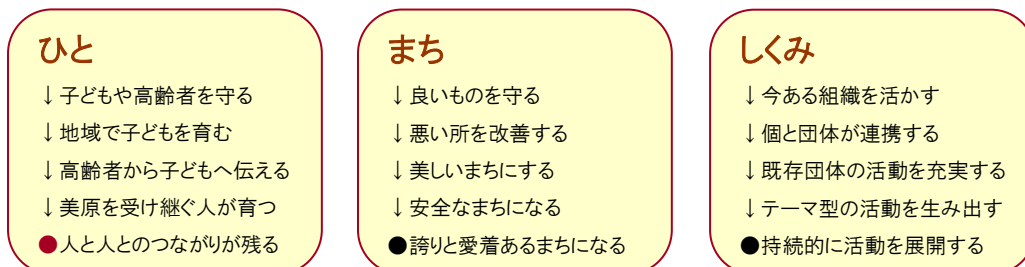 ひと
↓子どもや高齢者を守る
↓地域で子どもを育む
↓高齢者から子どもへ伝える
↓美原を受け継ぐ人が育つ
●人と人とのつながりが残る
まち
↓良いものを守る
↓悪い所を改善する
↓美しいまちにする
↓安全なまちになる
●誇りと愛着あるまちになる
しくみ
↓今ある組織を活かす
↓個と団体が連携する
↓既存団体の活動を充実する
↓テーマ型の活動を生み出す
●持続的に活動を展開する